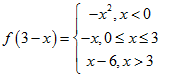 f(3−x)= { −x², x<0
−x, 0≤x≤3
x−6, x>3